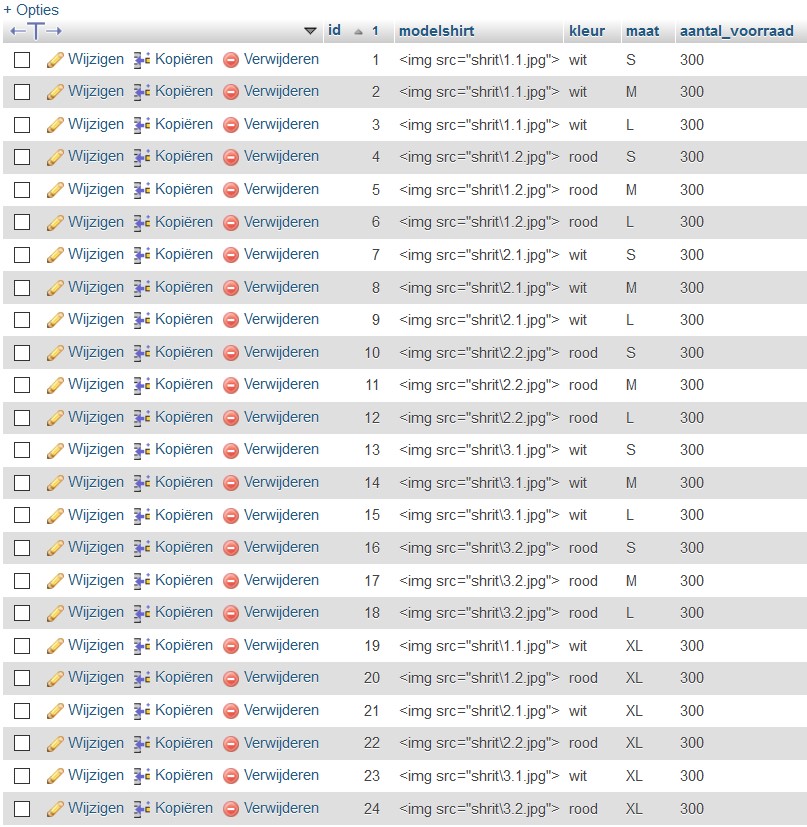 + Opties
id 1 modelshirt kleur maat aantal_voorraad
Wijzigen Kopiëren Verwijderen 1 <img src="shrit\1.1.jpg"> wit S 300
Wijzigen Kopiëren Verwijderen 2 <img src="shrit\1.1.jpg"> wit M 300
Wijzigen Kopiëren Verwijderen 3 <img src="shrit\1.1.jpg"> wit L 300
Wijzigen Kopiëren Verwijderen 4 <img src="shrit\1.2.jpg"> rood S 300
Wijzigen Kopiëren Verwijderen 5 <img src="shrit\1.2.jpg"> rood M 300
Wijzigen Kopiëren Verwijderen 6 <img src="shrit\1.2.jpg"> rood L 300
Wijzigen Kopiëren Verwijderen 7 <img src="shrit\2.1.jpg"> wit S 300
Wijzigen Kopiëren Verwijderen 8 <img src="shrit\2.1.jpg"> wit M 300
Wijzigen Kopiëren Verwijderen 9 <img src="shrit\2.1.jpg"> wit L 300
Wijzigen Kopiëren Verwijderen 10 <img src="shrit\2.2.jpg"> rood S 300
Wijzigen Kopiëren Verwijderen 11 <img src="shrit\2.2.jpg"> rood M 300
Wijzigen Kopiëren Verwijderen 12 <img src="shrit\2.2.jpg"> rood L 300
Wijzigen Kopiëren Verwijderen 13 <img src="shrit\3.1.jpg"> wit S 300
Wijzigen Kopiëren Verwijderen 14 <img src="shrit\3.1.jpg"> wit M 300
Wijzigen Kopiëren Verwijderen 15 <img src="shrit\3.1.jpg"> wit L 300
Wijzigen Kopiëren Verwijderen 16 <img src="shrit\3.2.jpg"> rood S 300
Wijzigen Kopiëren Verwijderen 17 <img src="shrit\3.2.jpg"> rood M 300
Wijzigen Kopiëren Verwijderen 18 <img src="shrit\3.2.jpg"> rood L 300
Wijzigen Kopiëren Verwijderen 19 <img src="shrit\1.1.jpg"> wit XL 300
Wijzigen Kopiëren Verwijderen 20 <img src="shrit\1.2.jpg"> rood XL 300
Wijzigen Kopiëren Verwijderen 21 <img src="shrit\2.1.jpg"> wit XL 300
Wijzigen Kopiëren Verwijderen 22 <img src="shrit\2.2.jpg"> rood XL 300
Wijzigen Kopiëren Verwijderen 23 <img src="shrit\3.1.jpg"> wit XL 300
Wijzigen Kopiëren Verwijderen 24 <img src="shrit\3.2.jpg"> rood XL 300